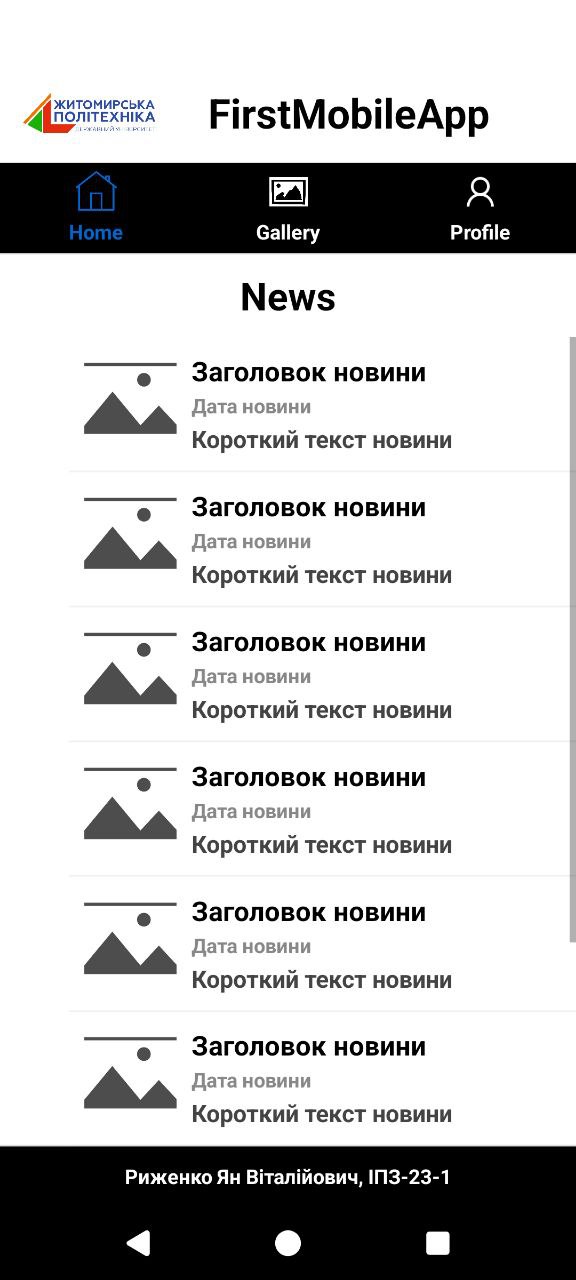 ЖИТОМИРСЬКА
ПОЛІТЕХНІКА
ДЕРЖАВНИЙ УНІВЕРСИТЕТ
FirstMobileApp
Home
Gallery
Profile
News
Заголовок новини
Дата новини
Короткий текст новини
Заголовок новини
Дата новини
Короткий текст новини
Заголовок новини
Дата новини
Короткий текст новини
Заголовок новини
Дата новини
Короткий текст новини
Заголовок новини
Дата новини
Короткий текст новини
Заголовок новини
Дата новини
Короткий текст новини
Риженко Ян Віталійович, ІПЗ-23-1